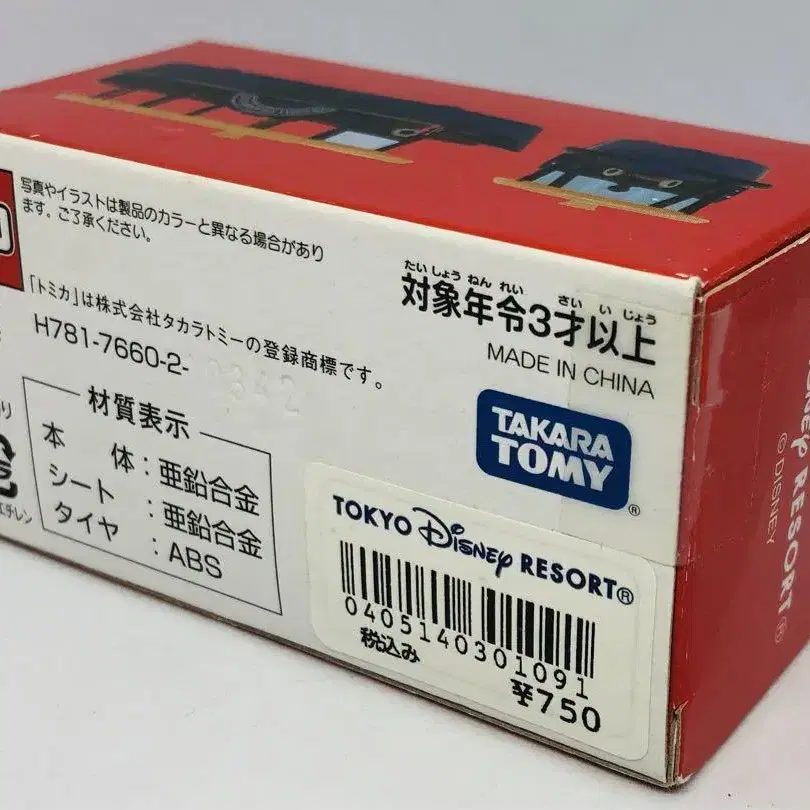 写真やイラストは製品のカラーと異なる場合があり
ます。ご了承ください。
「トミカ」は株式会社タカラトミーの登録商標です。
H781-7660-2-
材質表示
本　体：亜鉛合金
シート：亜鉛合金
タイヤ：ABS
たいしょうねんれい　さいいじょう
対象年令3才以上
MADE IN CHINA
TAKARA
TOMY
®
TOKYO Disney RESORT®
0405140301091
税込み
¥750
DISNEY RESORT®
© DISNEY